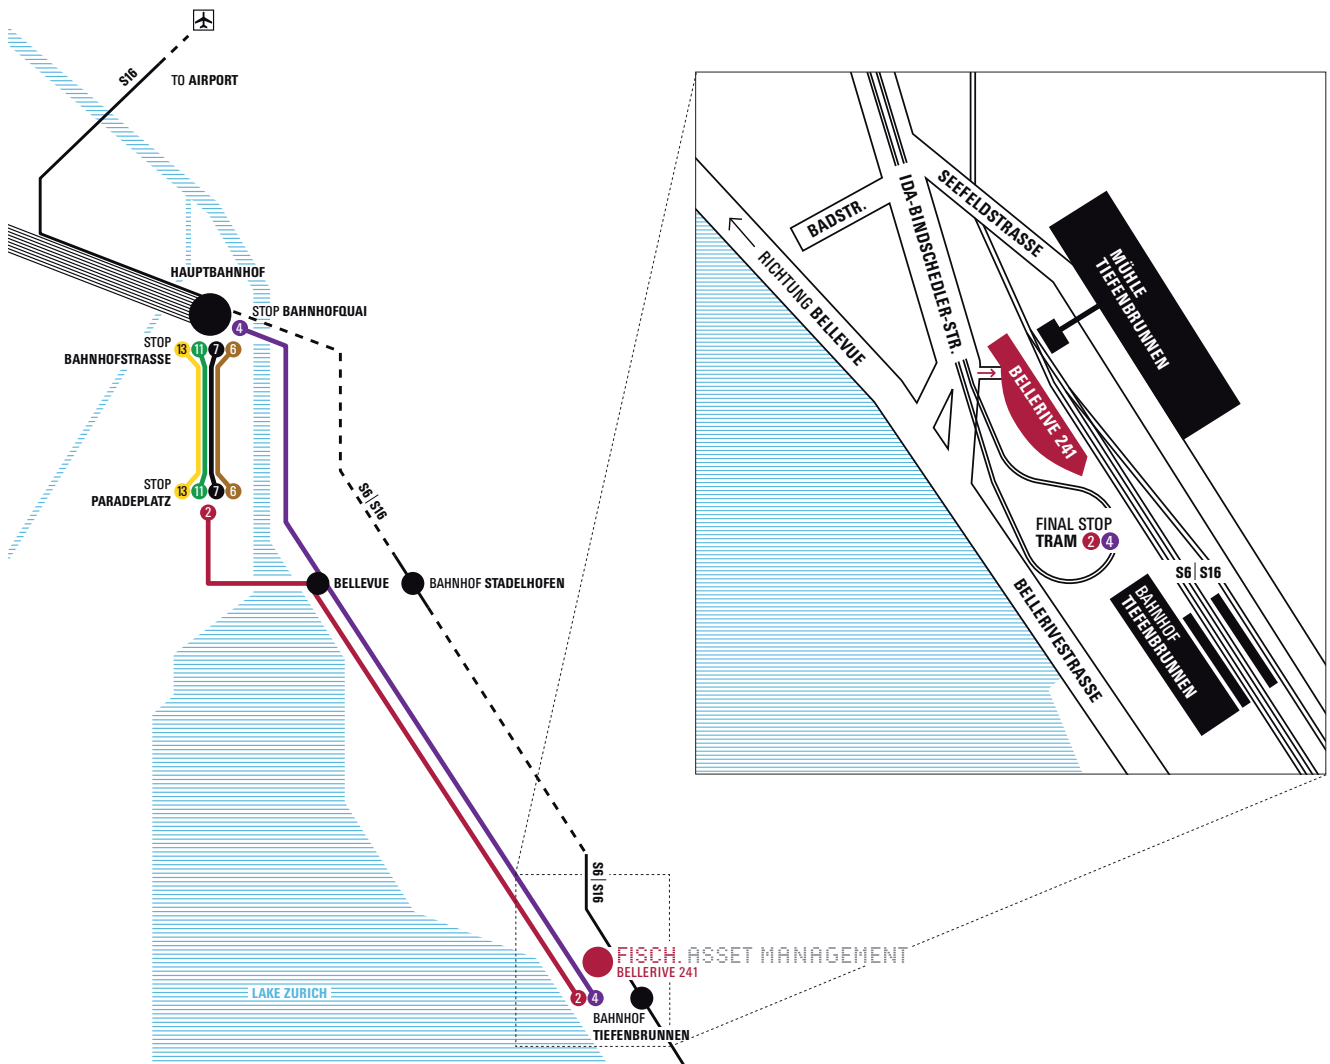 S16
TO AIRPORT
HAUPTBAHNHOF
STOP BAHNHOFQUAI
4
STOP
BAHNHOFSTRASSE
13 11 7 6
STOP
PARADEPLATZ
13 11 7 6
2
S6|S16
BELLEVUE
BAHNHOF STADELHOFEN
S6|S16
FISCH. ASSET MANAGEMENT
BELLERIVE 241
LAKE ZURICH
2 4
BAHNHOF
TIEFENBRUNNEN
BADSTR.
IDA-BINDSCHEDLER-STR.
SEEFELDSTRASSE
RICHTUNG BELLEVUE
MÜHLE
TIEFENBRUNNEN
BELLERIVE 241
FINAL STOP
TRAM 2 4
S6|S16
BELLERIVESTRASSE
BAHNHOF
TIEFENBRUNNEN